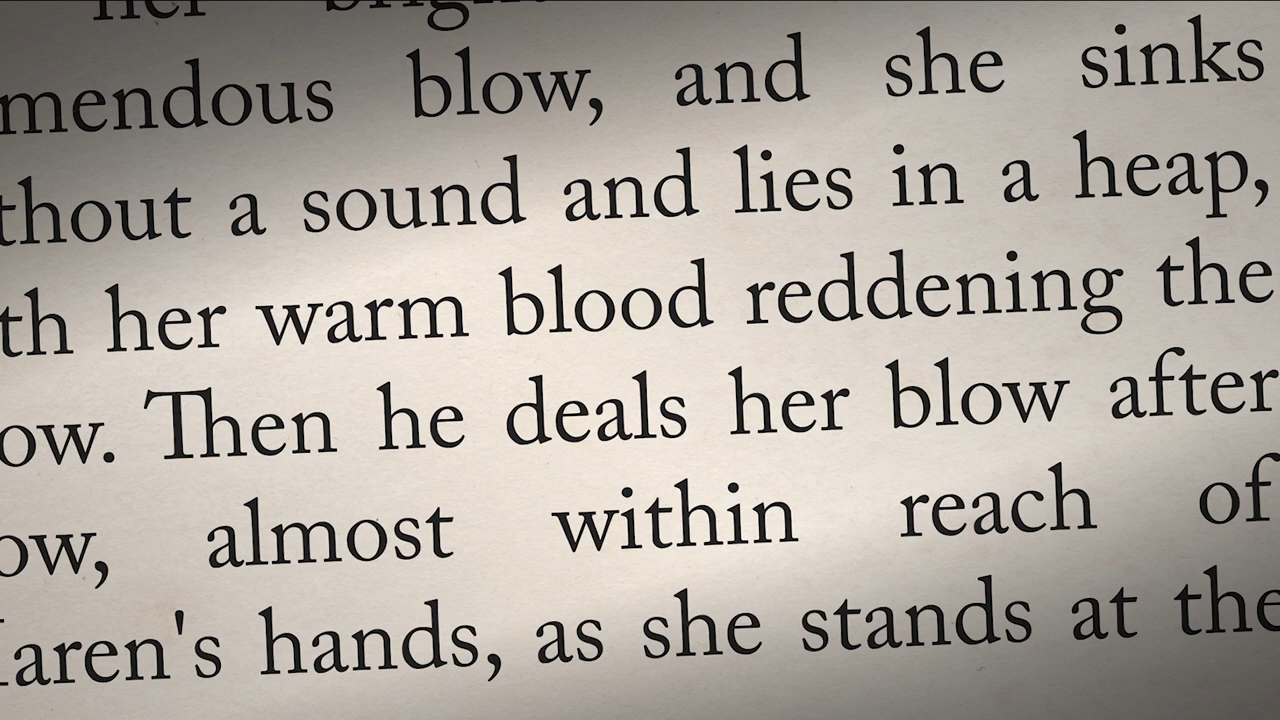 her
mendous blow, and she sinks
thout a sound and lies in a heap,
th her warm blood reddening the
ow. Then he deals her blow after
ow, almost within reach of
aren's hands, as she stands at the